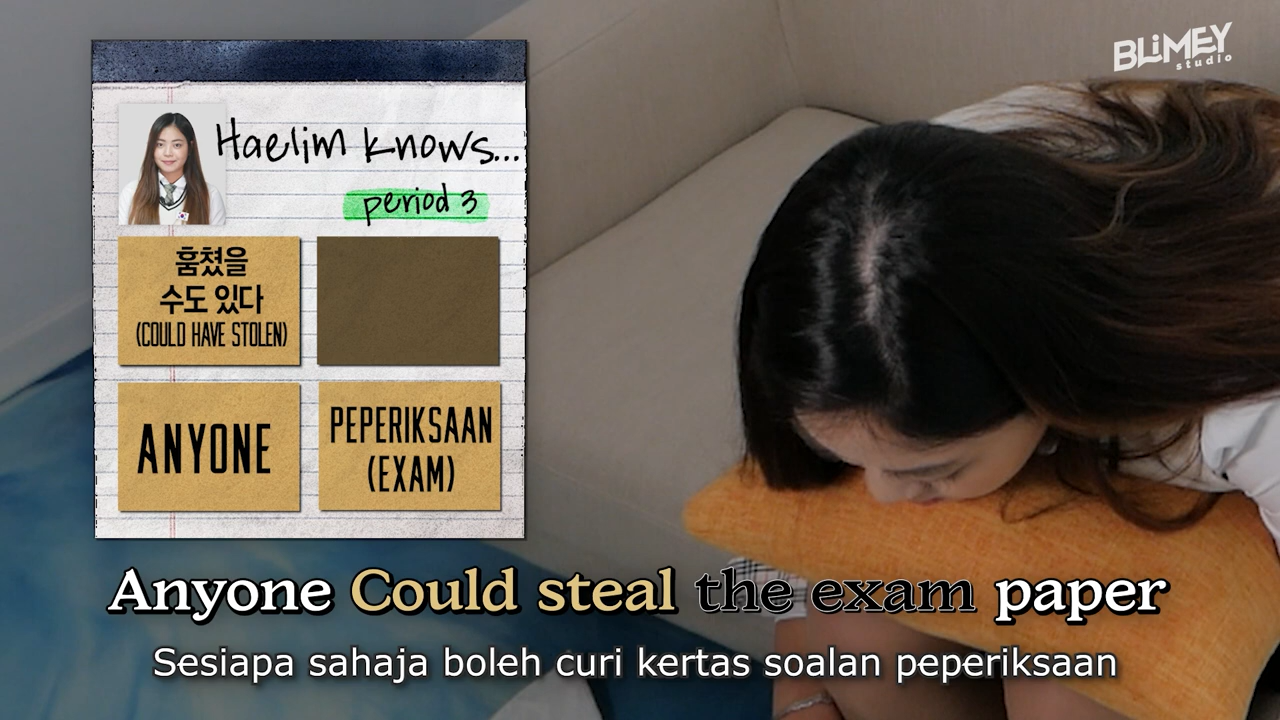 BLiMEY
studio
Haelim knows...
period 3
훔쳤을
수도 있다
(COULD HAVE STOLEN)
ANYONE
PEPERIKSAAN
(EXAM)
Anyone Could steal the exam paper
Sesiapa sahaja boleh curi kertas soalan peperiksaan